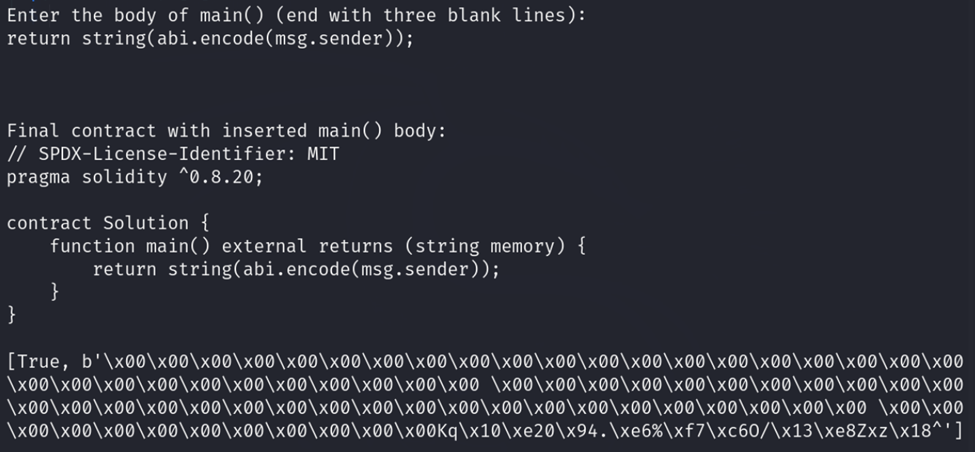 Enter the body of main() (end with three blank lines):
return string(abi.encode(msg.sender));
Final contract with inserted main() body:
// SPDX-License-Identifier: MIT
pragma solidity ^0.8.20;
contract Solution {
function main() external returns (string memory) {
return string(abi.encode(msg.sender));
}
}
[True, b'\x00\x00\x00\x00\x00\x00\x00\x00\x00\x00\x00\x00\x00\x00\x00\x00\x00\x00\x00\x00
\x00\x00\x00\x00\x00\x00\x00\x00\x00\x00\x00 \x00\x00\x00\x00\x00\x00\x00\x00\x00\x00\x00
\x00\x00\x00\x00\x00\x00\x00\x00\x00\x00\x00\x00\x00\x00\x00\x00\x00\x00\x00\x00 \x00\x00
\x00\x00\x00\x00\x00\x00\x00\x00\x00\x00Kq\x10\xe20\x94.\xe6%\xf7\xc6O/\x13\xe8Zxz\x18^']